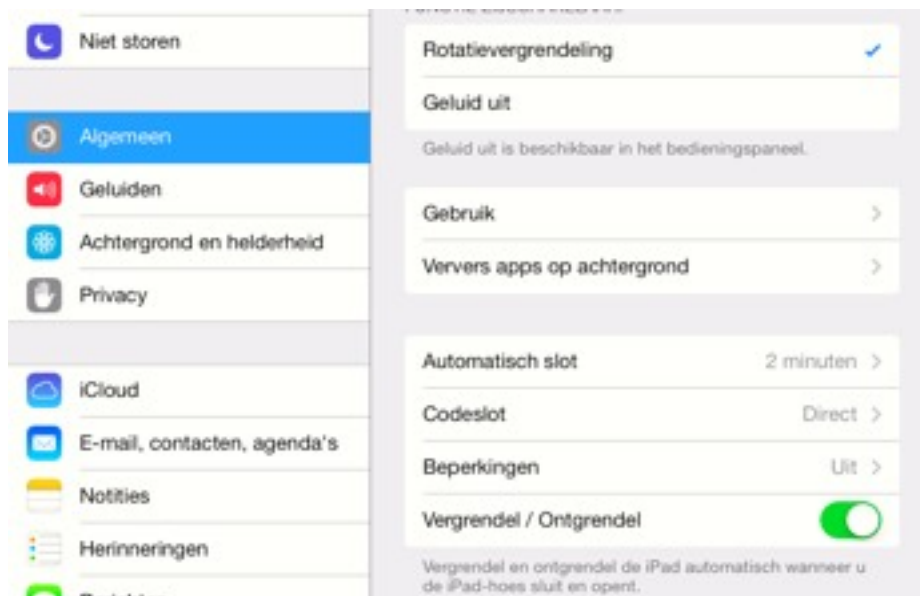 Niet storen
Algemeen
Geluiden
Achtergrond en helderheid
Privacy
iCloud
E-mail, contacten, agenda's
Notities
Herinneringen
Rotatievergrendeling
Geluid uit
Geluid uit is beschikbaar in het bedieningspaneel.
Gebruik
Ververs apps op achtergrond
Automatisch slot 2 minuten
Codeslot Direct
Beperkingen Uit
Vergrendel / Ontgrendel
Vergrendel en ontgrendel de iPad automatisch wanneer u
de iPad-hoes sluit en opent.